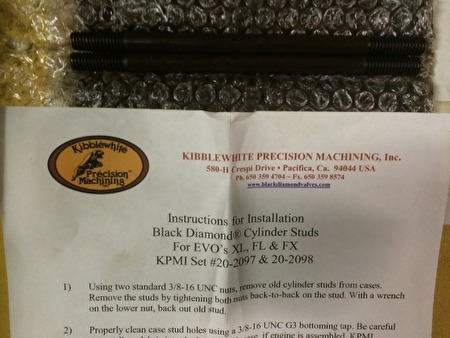 Kibblewhite
Precision
Machining
KIBBLEWHITE PRECISION MACHINING, Inc.
580-H Crespi Drive • Pacifica, Ca. 94044 USA
Ph. 650 359 4704 ~ Fx. 650 359 8574
www.blackdiamondvalves.com
Instructions for Installation
Black Diamond® Cylinder Studs
For EVO's XL, FL & FX
KPMI Set #20-2097 & 20-2098
1) Using two standard 3/8-16 UNC nuts, remove old cylinder studs from cases.
Remove the studs by tightening both nuts back-to-back on the stud. With a wrench
on the lower nut, back out old stud.
2) Properly clean case stud holes using a 3/8-16 UNC G3 bottoming tap. Be careful
if engine is assembled. KPMI